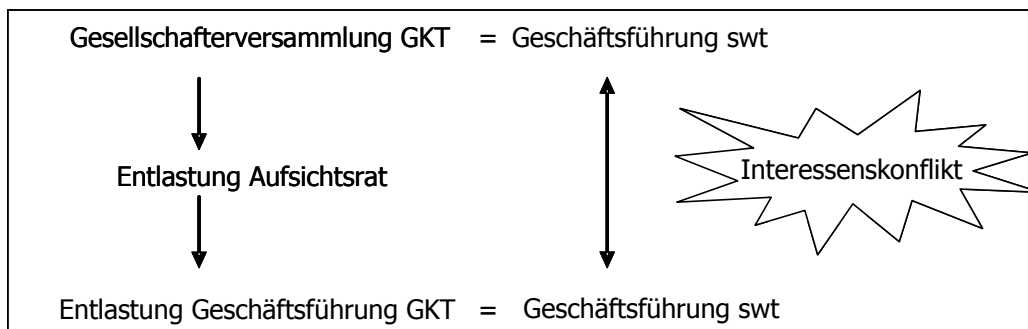 Gesellschafterversammlung GKT = Geschäftsführung swt
Entlastung Aufsichtsrat
Interessenskonflikt
Entlastung Geschäftsführung GKT = Geschäftsführung swt